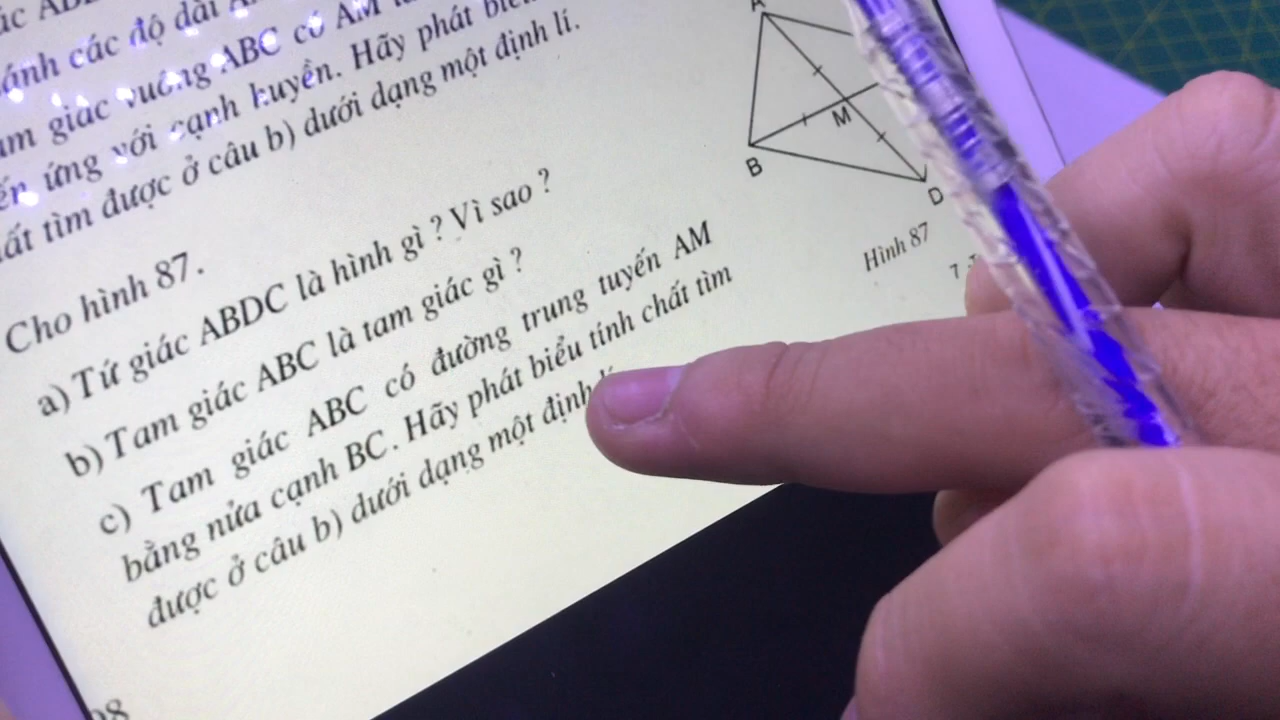 ánh các độ dài
am giác vuông ABC có AM
ến ứng với cạnh huyền. Hãy phát
ất tìm được ở câu b) dưới dạng một định lí.
Cho hình 87.
a) Tứ giác ABDC là hình gì ? Vì sao ?
b) Tam giác ABC là tam giác gì ?
c) Tam giác ABC có đường trung tuyến AM
bằng nửa cạnh BC. Hãy phát biểu tính chất tìm
được ở câu b) dưới dạng một định
A
M
B
D
Hình 87